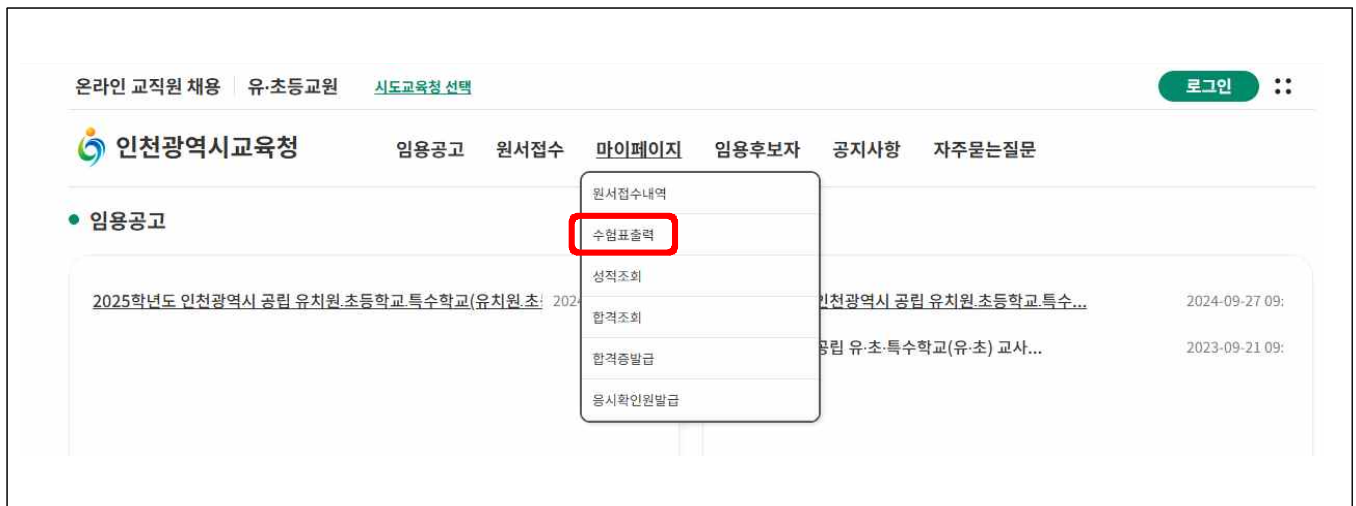 온라인 교직원 채용 유·초등교원 시도교육청 선택 로그인
인천광역시교육청 임용공고 원서접수 마이페이지 임용후보자 공지사항 자주묻는질문
원서접수내역
임용공고
수험표출력
성적조회
2025학년도 인천광역시 공립 유치원.초등학교.특수학교(유치원.초 2024 인천광역시 공립 유치원.초등학교.특수... 2024-09-27 09:
합격조회
공립 유·초·특수학교(유·초) 교사... 2023-09-21 09:
합격증발급
응시확인원발급